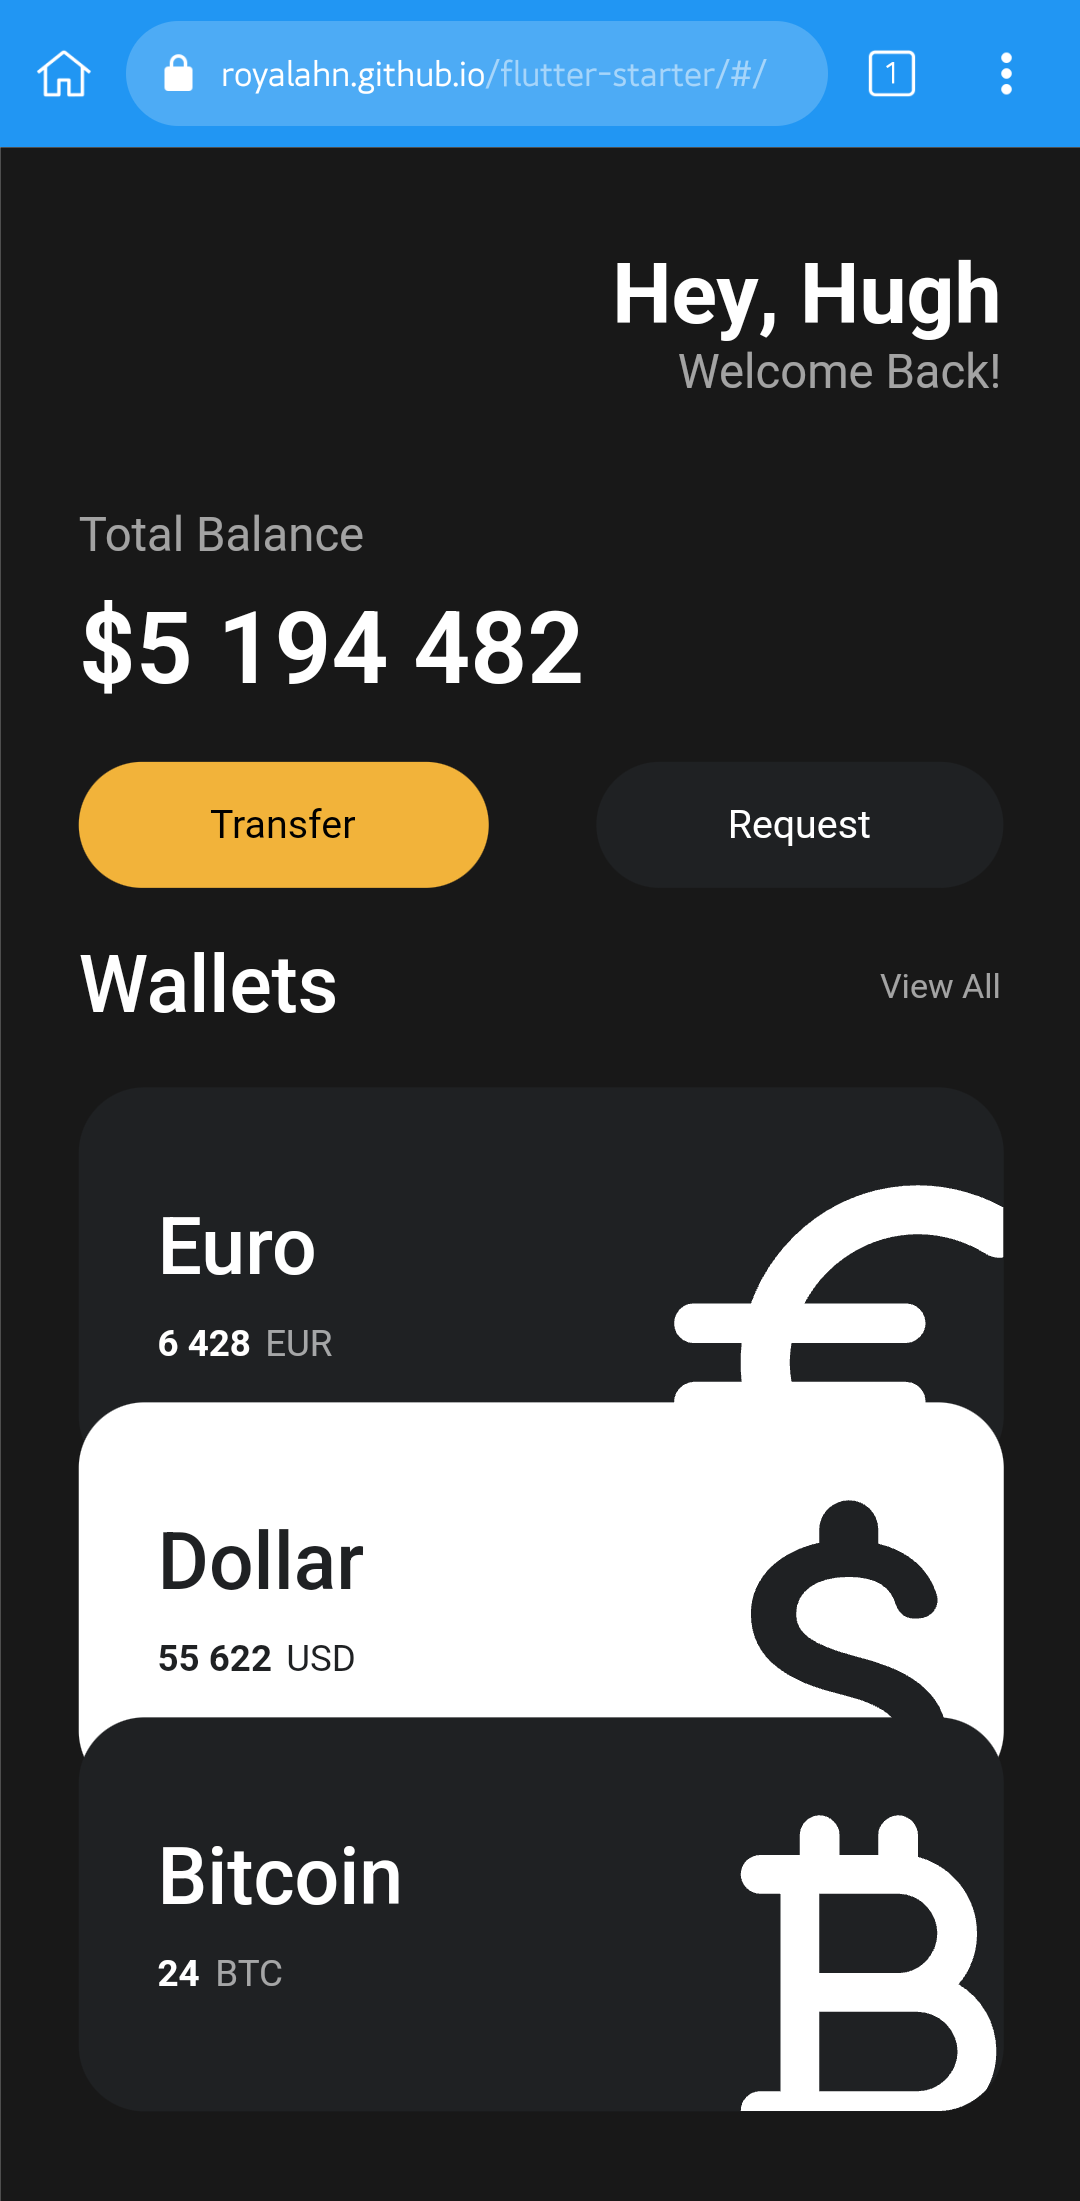 royalahn.github.io/flutter-starter/#/
1
Hey, Hugh
Welcome Back!
Total Balance
$5 194 482
Transfer
Request
Wallets
View All
Euro
6 428 EUR
Dollar
55 622 USD
Bitcoin
24 BTC